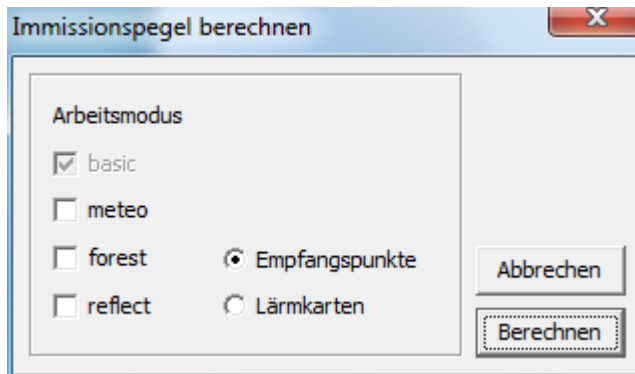 Immissionspegel berechnen
Arbeitsmodus
basic
meteo
forest
Empfangspunkte
reflect
Lärmkarten
Abbrechen
Berechnen